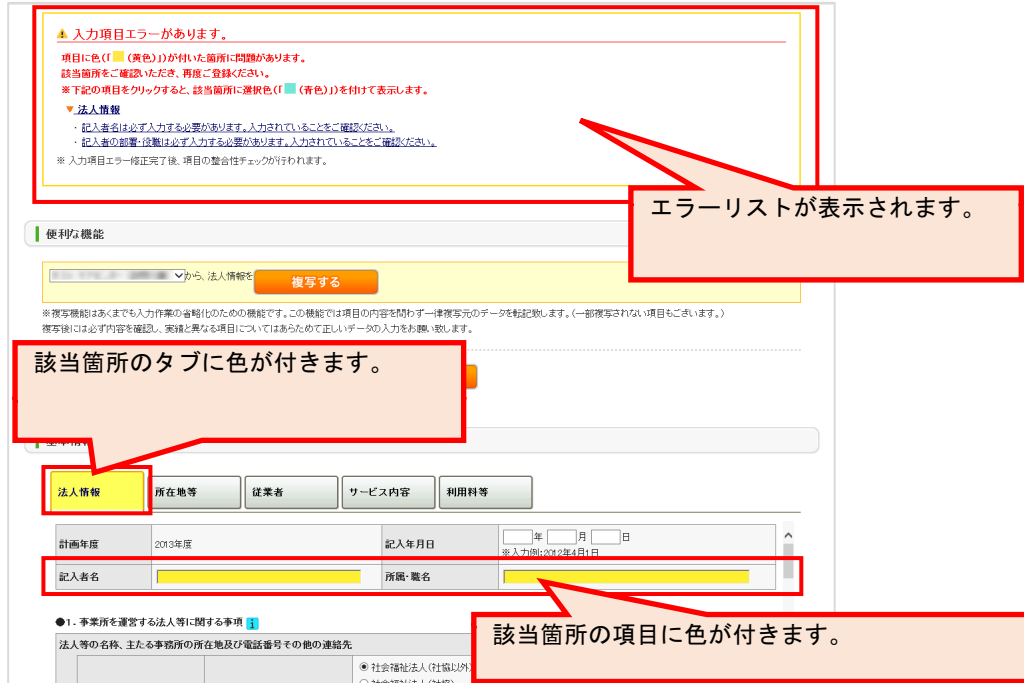 入力項目エラーがあります。
項目に色(「 (黄色)」)が付いた箇所に問題があります。
該当箇所をご確認いただき、再度ご登録ください。
※下記の項目をクリックすると、該当箇所に選択色(「 (青色)」)を付けて表示します。
▼法人情報
・ 記入者名は必ず入力する必要があります。入力されていることをご確認ください。
・ 記入者の部署・役職は必ず入力する必要があります。入力されていることをご確認ください。
※ 入力項目エラー修正完了後、項目の整合性チェックが行われます。
エラーリストが表示されます。
便利な機能
から、法人情報を 複写する
※複写機能はあくまでも入力作業の省略化のための機能です。この機能では項目の内容を問わず一律複写元のデータを転記致します。(一部複写されない項目もございます。)
複写後には必ず内容を確認し、実績と異なる項目についてはあらためて正しいデータの入力をお願い致します。
該当箇所のタブに色が付きます。
法人情報 所在地等 従業者 サービス内容 利用料等
計画年度 2013年度 記入年月日 年 月 日
※入力例:2012年4月1日
記入者名 所属・職名
●1. 事業所を運営する法人等に関する事項 i
該当箇所の項目に色が付きます。
法人等の名称、主たる事務所の所在地及び電話番号その他の連絡先
社会福祉法人(社協以外)